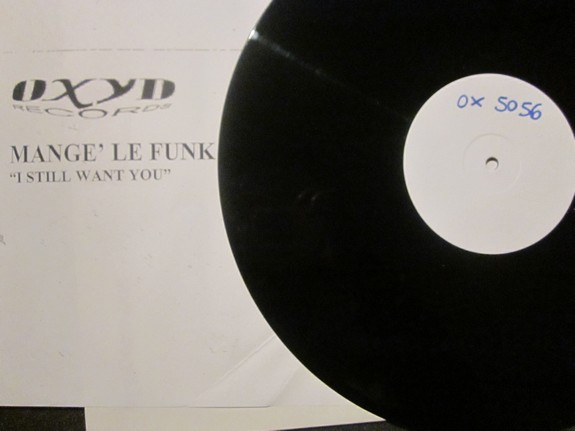 OXYD
RECORDS
MANGE' LE FUNK
"I STILL WANT YOU"
OX 5056